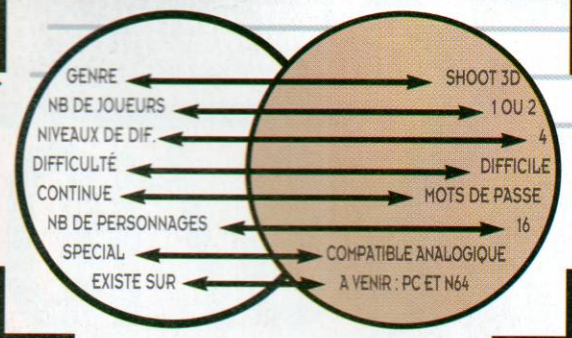 GENRE SHOOT 3D
NB DE JOUEURS 1 OU 2
NIVEAUX DE DIF. 4
DIFFICULTÉ DIFFICILE
CONTINUE MOTS DE PASSE
NB DE PERSONNAGES 16
SPECIAL COMPATIBLE ANALOGIQUE
EXISTE SUR A VENIR : PC ET N64